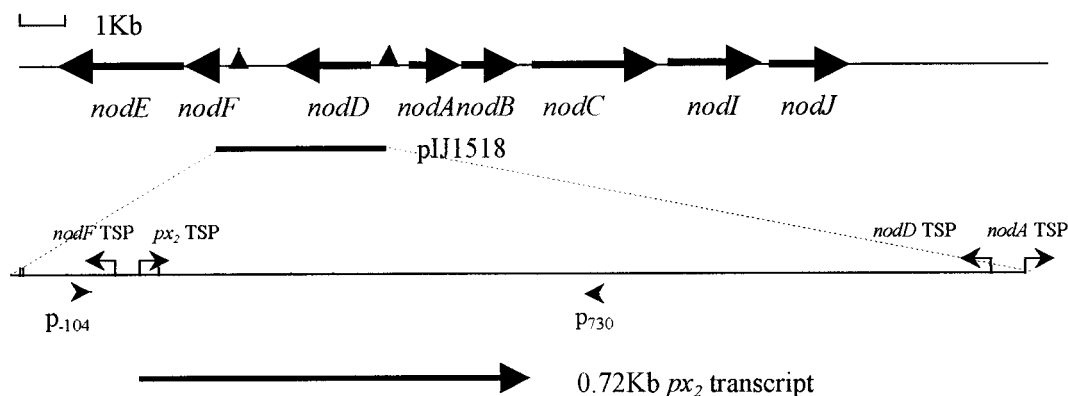 1Kb
nodE nodF nodD nodA nodB nodC nodI nodJ
pIJ1518
nodF TSP px₂ TSP nodD TSP nodA TSP
p₋₁₀₄ p₇₃₀
0.72Kb px₂ transcript